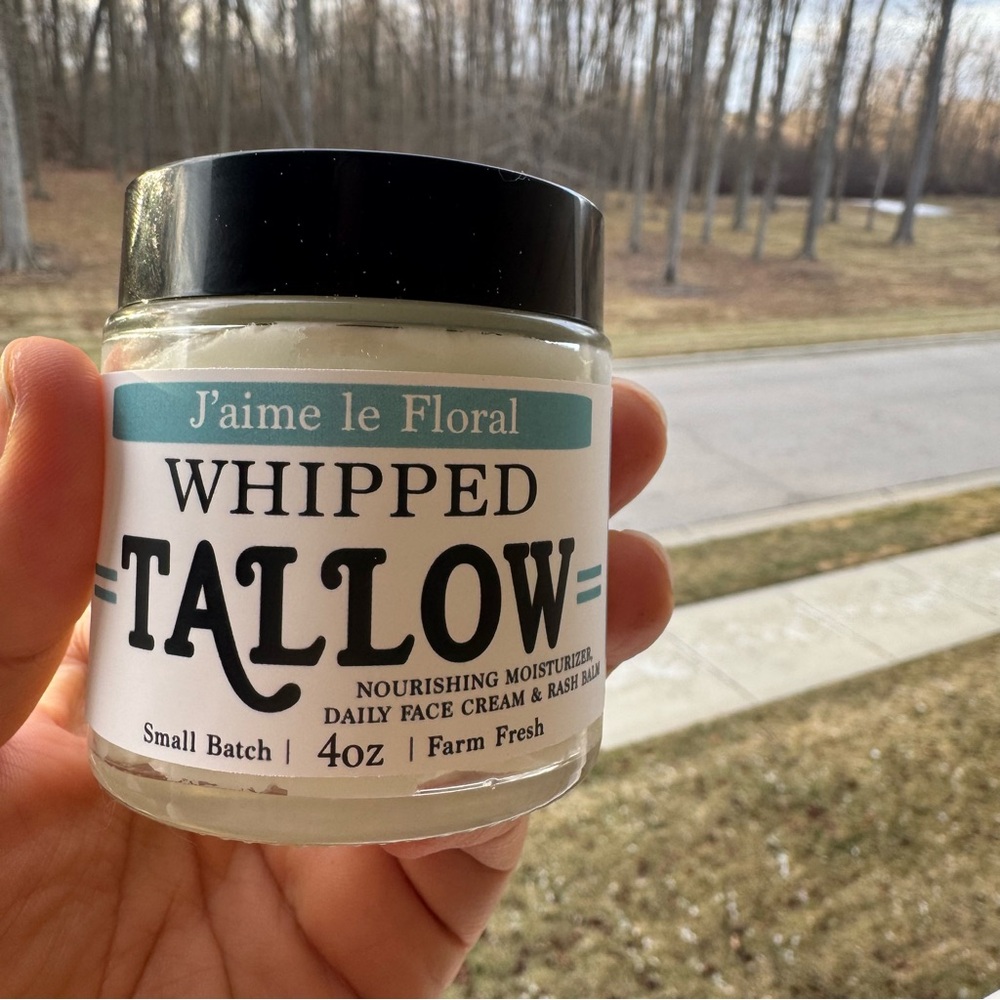 J'aime le Floral
WHIPPED
TALLOW
NOURISHING MOISTURIZER,
DAILY FACE CREAM & RASH BALM
Small Batch | 4oz | Farm Fresh